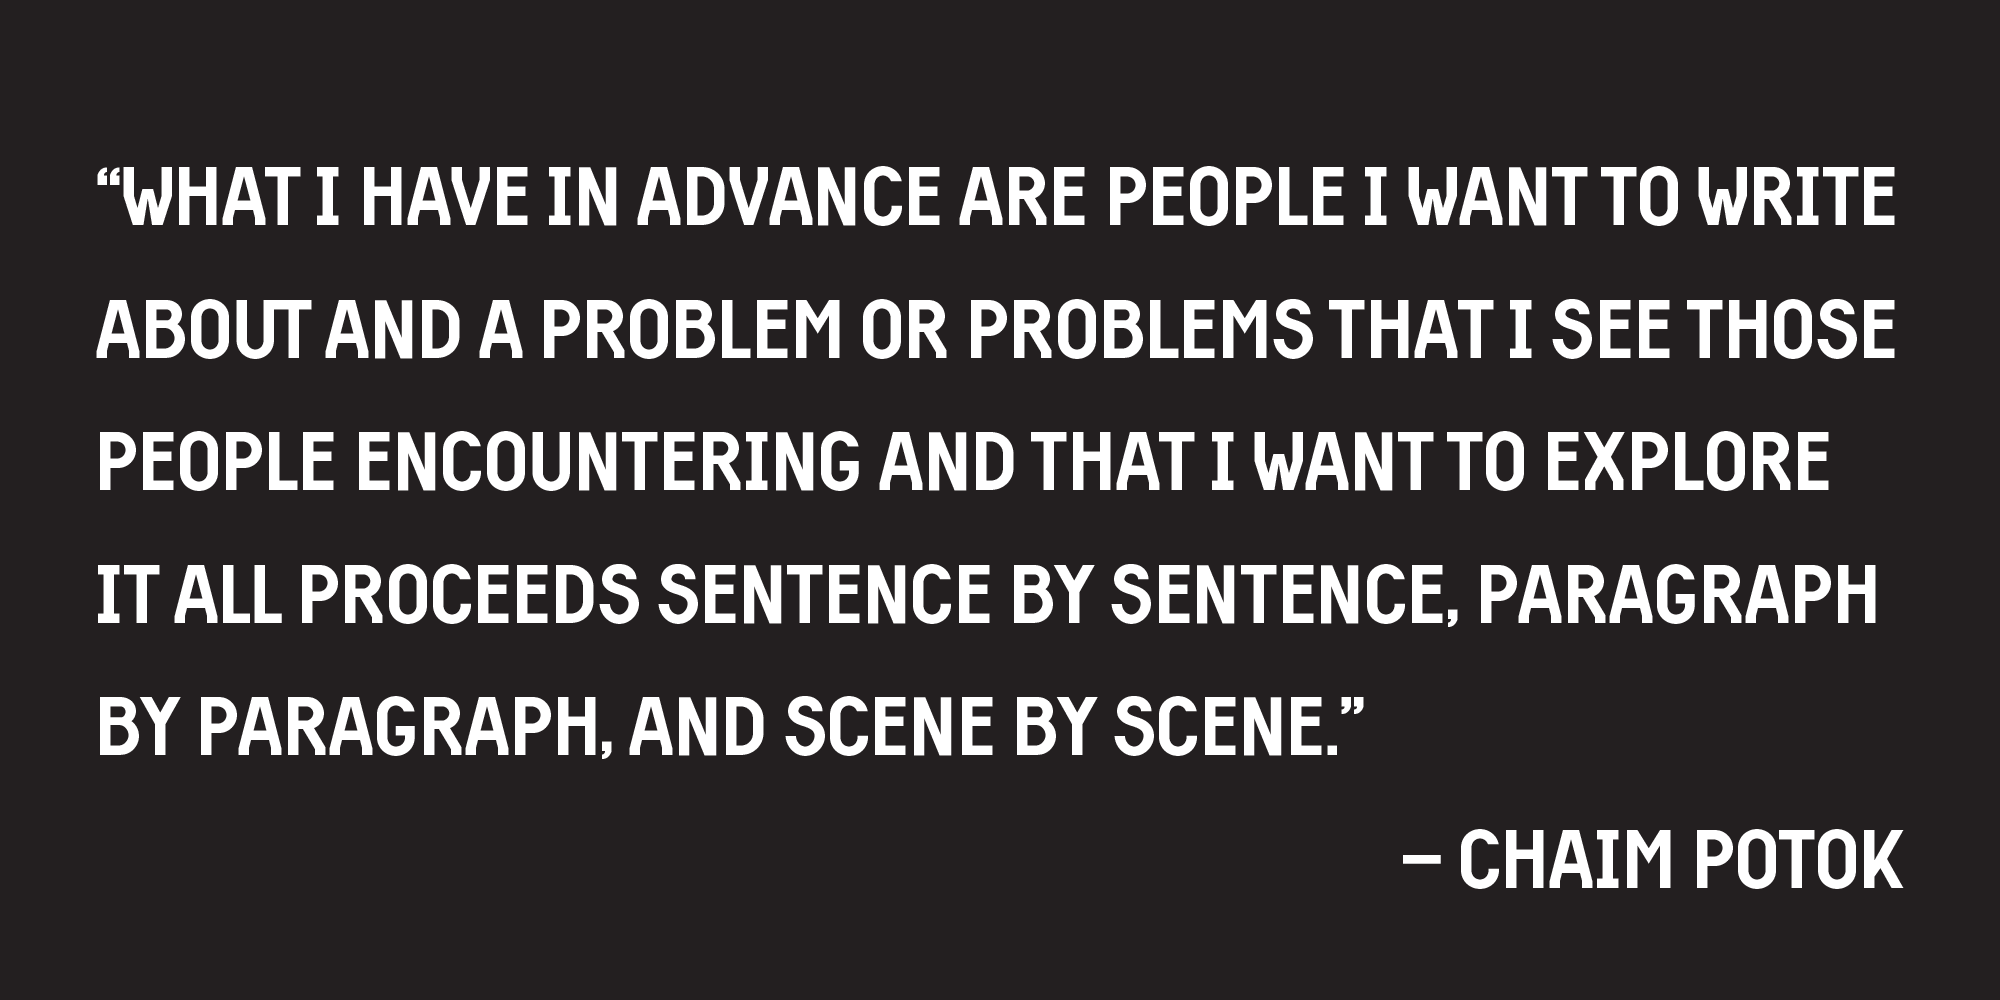 “WHAT I HAVE IN ADVANCE ARE PEOPLE I WANT TO WRITE
ABOUT AND A PROBLEM OR PROBLEMS THAT I SEE THOSE
PEOPLE ENCOUNTERING AND THAT I WANT TO EXPLORE
IT ALL PROCEEDS SENTENCE BY SENTENCE, PARAGRAPH
BY PARAGRAPH, AND SCENE BY SCENE.”
– CHAIM POTOK